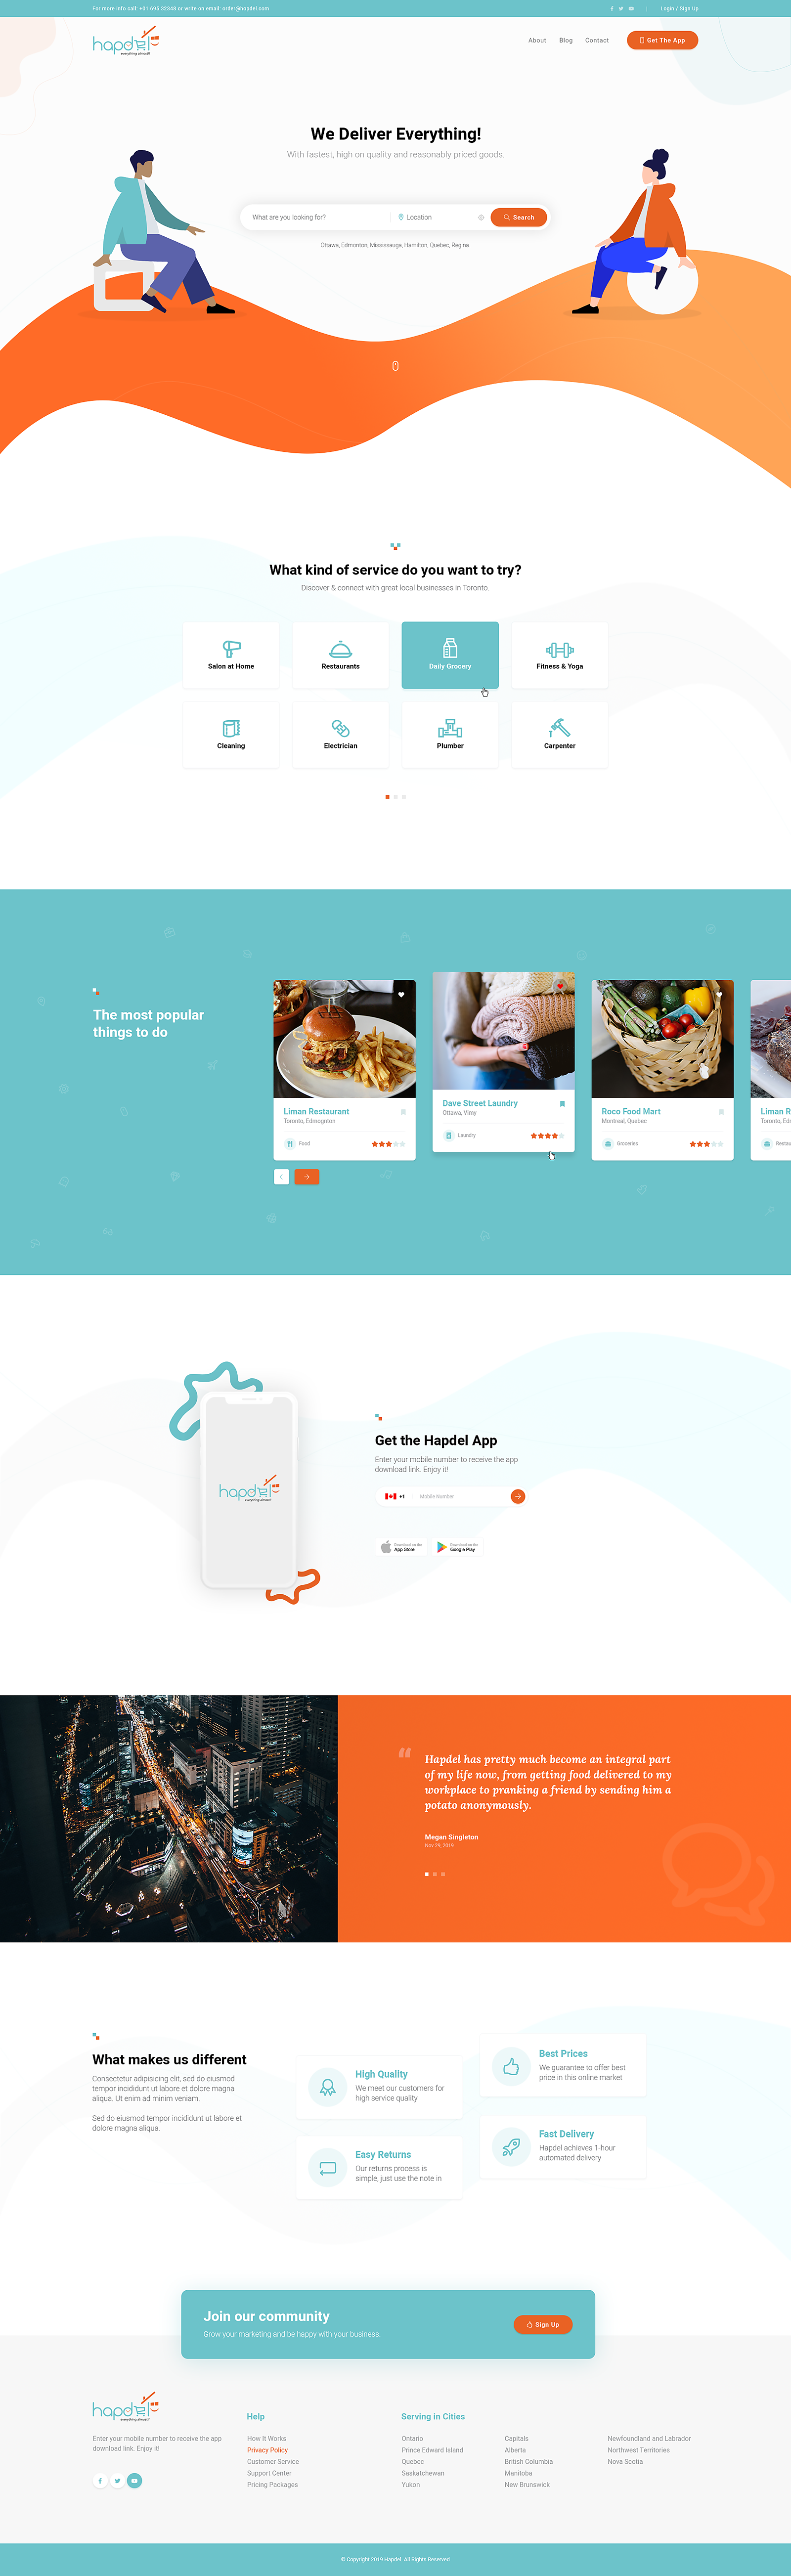 For more info call: +01 695 32348 or write on email: order@hapdel.com
Login / Sign Up
hapdel
everything ahead!!
About
Blog
Contact
Get The App
We Deliver Everything!
With fastest, high on quality and reasonably priced goods.
What are you looking for?
Location
Search
Ottawa, Edmonton, Mississauga, Hamilton, Quebec, Regina
What kind of service do you want to try?
Discover & connect with great local businesses in Toronto.
Salon at Home
Restaurants
Daily Grocery
Fitness & Yoga
Cleaning
Electrician
Plumber
Carpenter
The most popular
things to do
Liman Restaurant
Toronto, Edmognton
Food
Dave Street Laundry
Ottawa, Vimy
Laundry
Roco Food Mart
Montreal, Quebec
Groceries
Liman R
Toronto, Ed
Restau
hapdel
everything ahead!!
Get the Hapdel App
Enter your mobile number to receive the app
download link. Enjoy it!
+1
Mobile Number
Download on the
App Store
Download on the
Google Play
“
Hapdel has pretty much become an integral part
of my life now, from getting food delivered to my
workplace to pranking a friend by sending him a
potato anonymously.
Megan Singleton
Nov 29, 2019
What makes us different
Consectetur adipisicing elit, sed do eiusmod
tempor incididunt ut labore et dolore magna
aliqua. Ut enim ad minim veniam.
Sed do eiusmod tempor incididunt ut labore et
dolore magna aliqua.
High Quality
We meet our customers for
high service quality
Easy Returns
Our returns process is
simple, just use the note in
Best Prices
We guarantee to offer best
price in this online market
Fast Delivery
Hapdel achieves 1-hour
automated delivery
Join our community
Grow your marketing and be happy with your business.
Sign Up
hapdel
everything ahead!!
Enter your mobile number to receive the app
download link. Enjoy it!
Help
How It Works
Privacy Policy
Customer Service
Support Center
Pricing Packages
Serving in Cities
Ontario
Prince Edward Island
Quebec
Saskatchewan
Yukon
Capitals
Alberta
British Columbia
Manitoba
New Brunswick
Newfoundland and Labrador
Northwest Territories
Nova Scotia
© Copyright 2019 Hapdel. All Rights Reserved